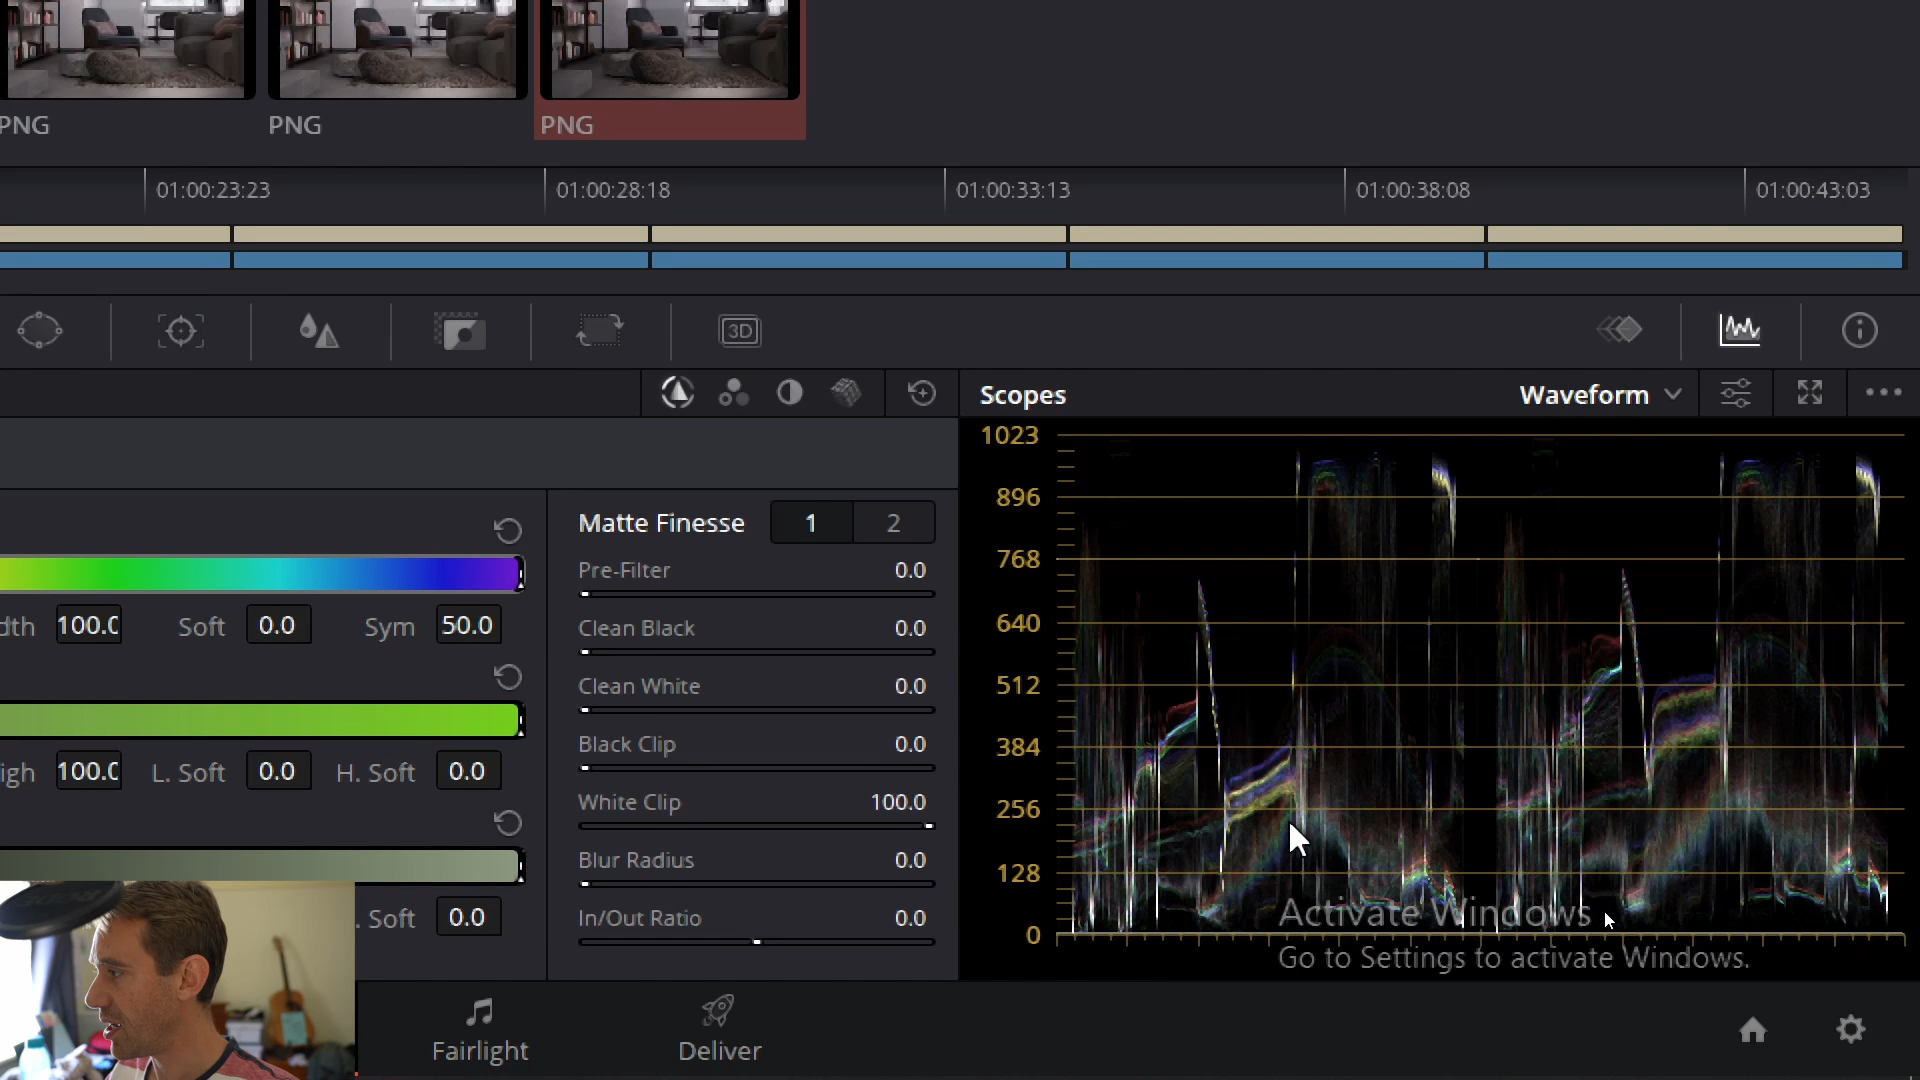 PNG
PNG
PNG
01:00:23:23
01:00:28:18
01:00:33:13
01:00:38:08
01:00:43:03
3D
Scopes
Waveform
1023
896
768
640
512
384
256
128
0
Matte Finesse
1
2
Pre-Filter
0.0
Clean Black
0.0
Clean White
0.0
Black Clip
0.0
White Clip
100.0
Blur Radius
0.0
In/Out Ratio
0.0
dth
100.0
Soft
0.0
Sym
50.0
igh
100.0
L. Soft
0.0
H. Soft
0.0
. Soft
0.0
Activate Windows
Go to Settings to activate Windows.
Fairlight
Deliver